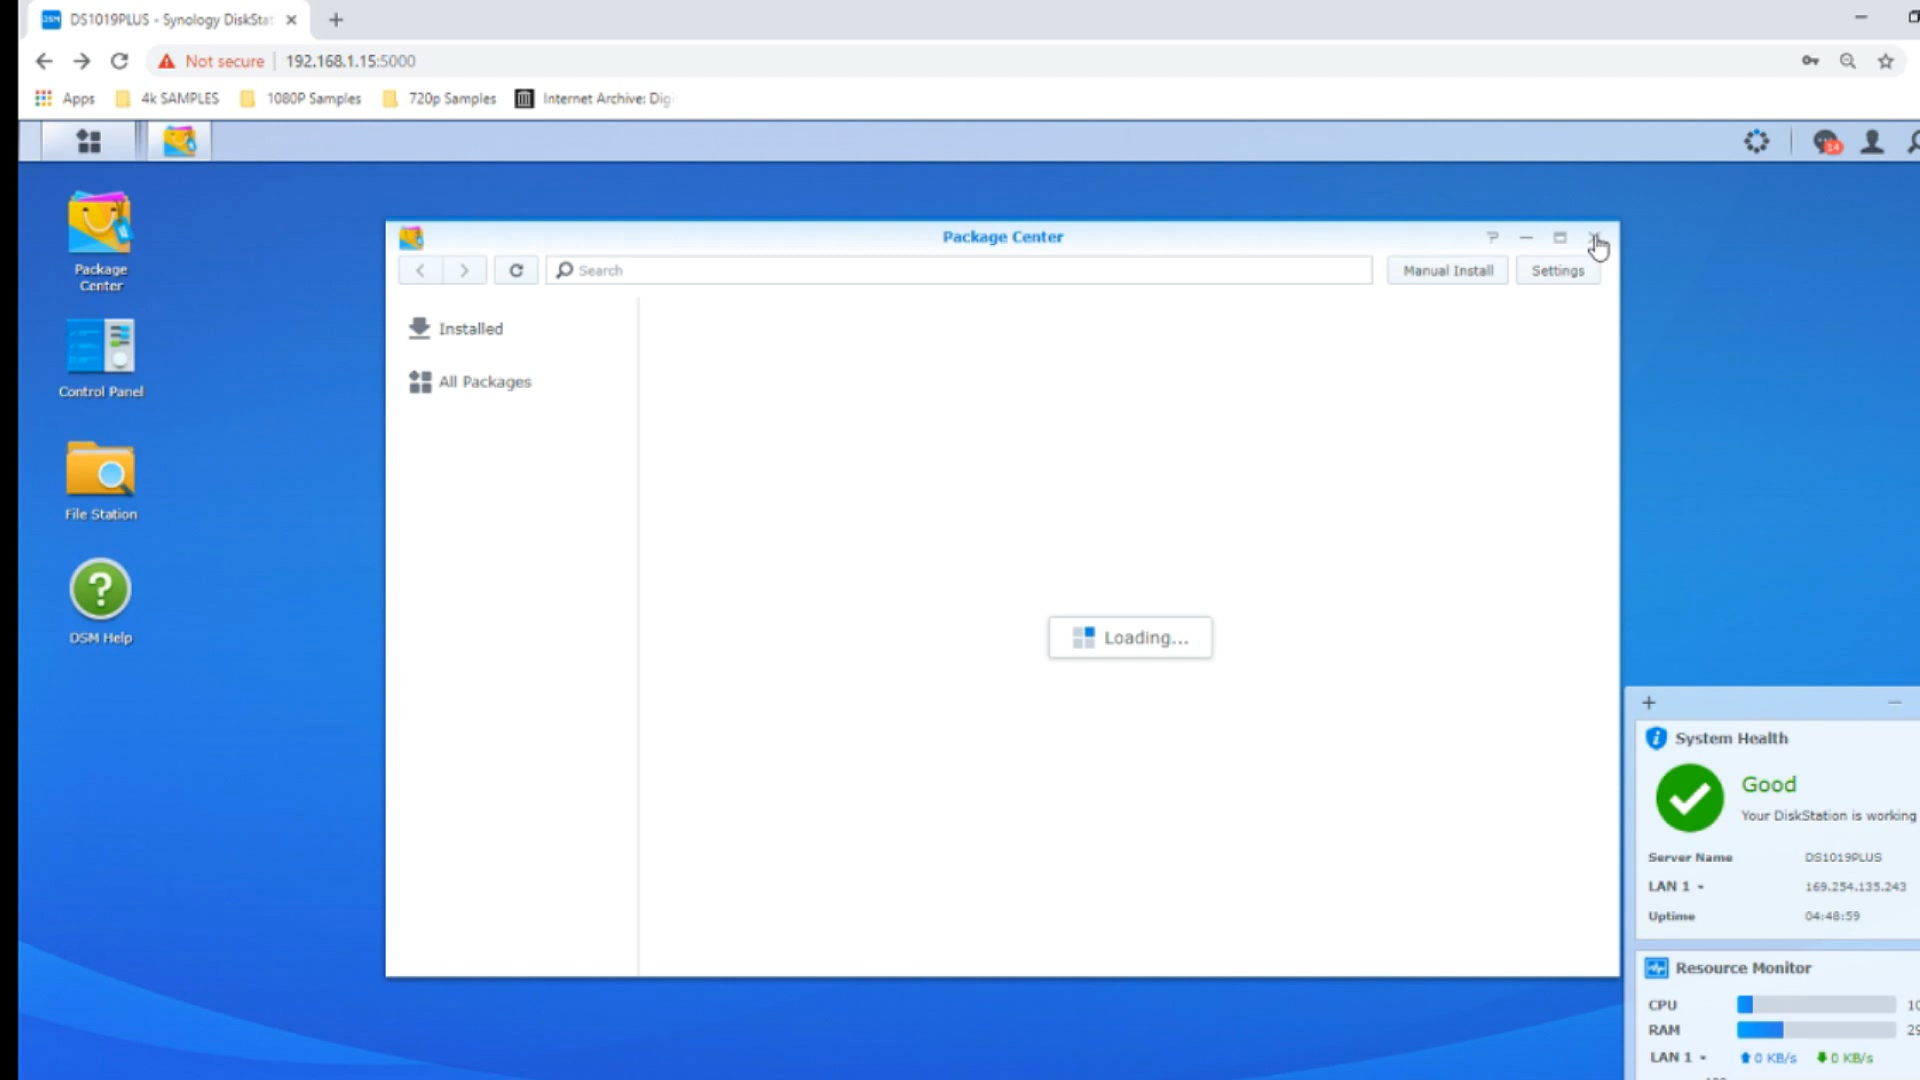 DS1019PLUS - Synology DiskStat
Not secure
192.168.1.15:5000
Apps
4k SAMPLES
1080P Samples
720p Samples
Internet Archive: Digi
14
Package
Center
Control Panel
File Station
DSM Help
Package Center
Search
Manual Install
Settings
Installed
All Packages
Loading...
System Health
Good
Your DiskStation is working
Server Name
DS1019PLUS
LAN 1
169.254.135.243
Uptime
04:48:59
Resource Monitor
CPU
RAM
LAN 1
0 KB/s
0 KB/s